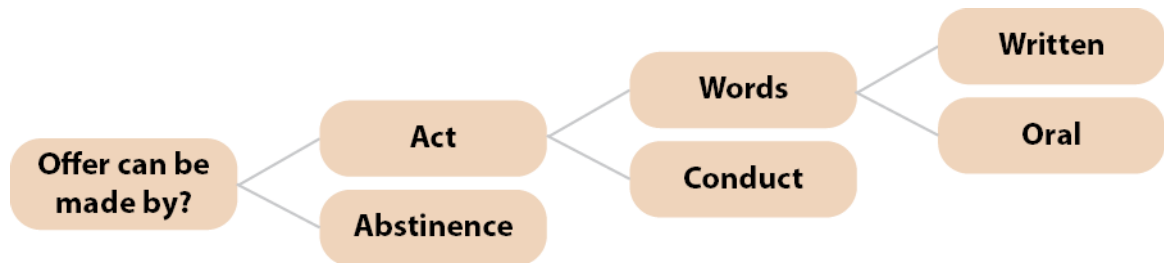 Offer can be
made by?
Act
Abstinence
Words
Conduct
Written
Oral